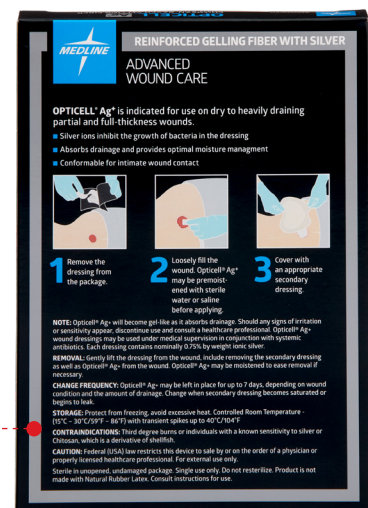 OPTICELL
MEDLINE
REINFORCED GELLING FIBER WITH SILVER
ADVANCED
WOUND CARE
OPTICELL® Ag+ is indicated for use on dry to heavily draining
partial and full-thickness wounds.
Silver ions inhibit the growth of bacteria in the dressing
Absorbs drainage and provides optimal moisture managment
Conformable for intimate wound contact
1 Remove the
dressing from
the package.
2 Loosely fill the
wound. Opticell® Ag+
may be premoist-
ened with sterile
water or saline
before applying.
3 Cover with
an appropriate
secondary
dressing.
NOTE: Opticell® Ag+ will become gel-like as it absorbs drainage. Should any signs of irritation
or sensitivity appear, discontinue use and consult a healthcare professional. Opticell® Ag+
wound dressings may be used under medical supervision in conjunction with systemic
antibiotics. Each dressing contains nominally 0.75% by weight ionic silver.
REMOVAL: Gently lift the dressing from the wound, include removing the secondary dressing
as well as Opticell® Ag+ from the wound. Opticell® Ag+ may be moistened to ease removal if
necessary.
CHANGE FREQUENCY: Opticell® Ag+ may be left in place for up to 7 days, depending on wound
condition and the amount of drainage. Change when secondary dressing becomes saturated or
begins to leak.
STORAGE: Protect from freezing, avoid excessive heat. Controlled Room Temperature -
(15°C – 30°C/59°F – 86°F) with transient spikes up to 40°C/104°F
CONTRAINDICATIONS: Third degree burns or individuals with a known sensitivity to silver or
Chitosan, which is a derivative of shellfish.
CAUTION: Federal (USA) law restricts this device to sale by or on the order of a physician or
properly licensed healthcare professional. For external use only.
Sterile in unopened, undamaged package. Single use only. Do not resterilize. Product is not
made with Natural Rubber Latex. Consult instructions for use.